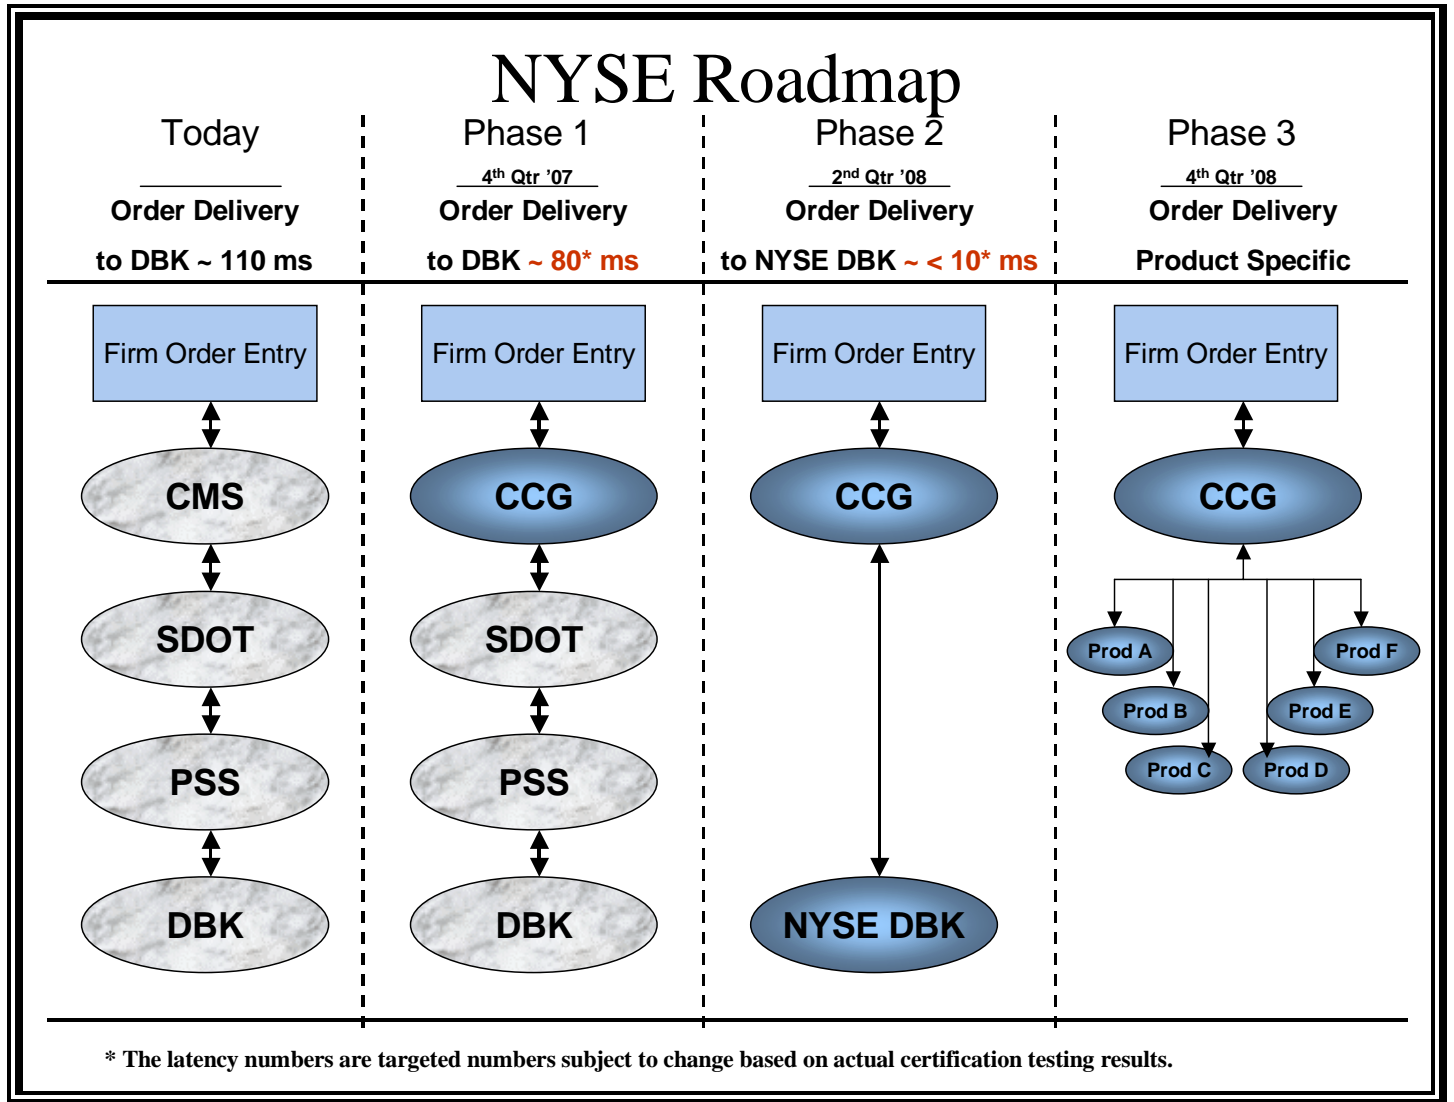 NYSE Roadmap
Today
Order Delivery
to DBK ~ 110 ms
Firm Order Entry
CMS
SDOT
PSS
DBK
Phase 1
4th Qtr ’07
Order Delivery
to DBK ~ 80* ms
Firm Order Entry
CCG
SDOT
PSS
DBK
Phase 2
2nd Qtr ’08
Order Delivery
to NYSE DBK ~ < 10* ms
Firm Order Entry
CCG
NYSE DBK
Phase 3
4th Qtr ’08
Order Delivery
Product Specific
Firm Order Entry
CCG
Prod A
Prod B
Prod C
Prod D
Prod E
Prod F
* The latency numbers are targeted numbers subject to change based on actual certification testing results.